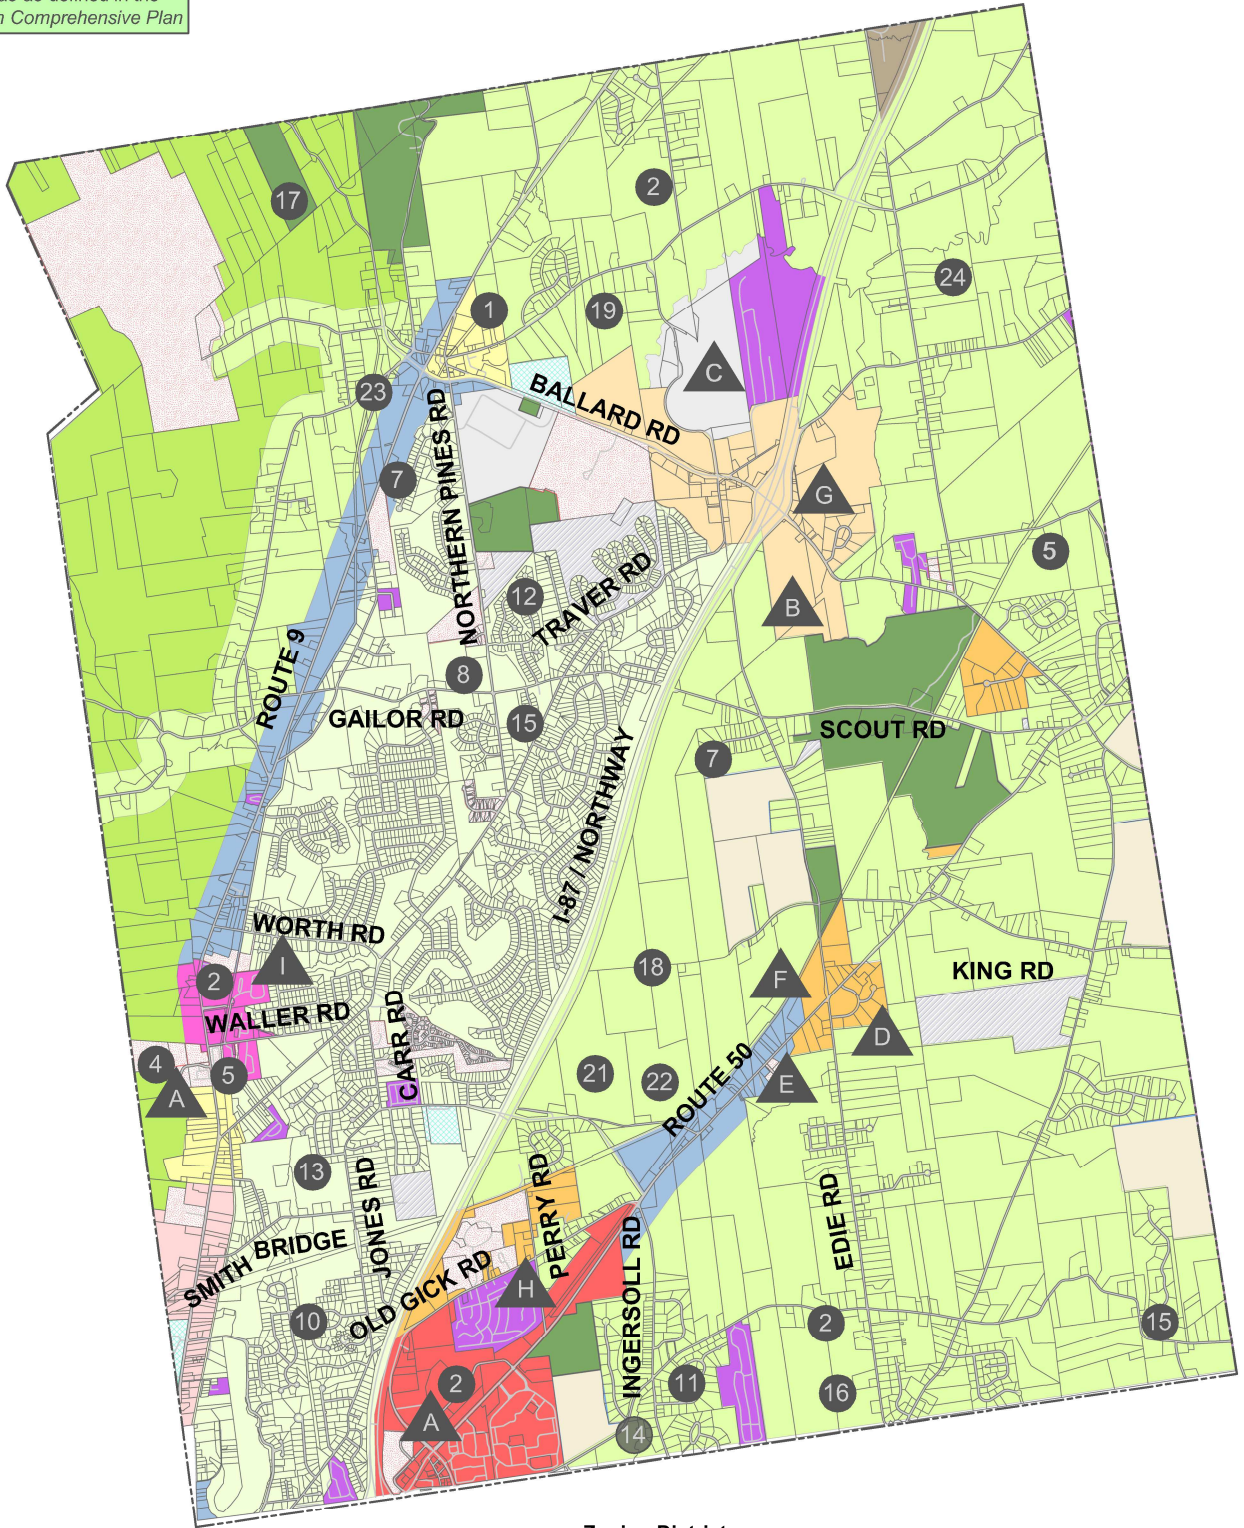 n Comprehensive Plan
17
2
24
1
19
C
BALLARD RD
23
NORTHERN PINES RD
7
G
5
12
TRAVER RD
B
ROUTE 9
8
GAILOR RD
15
SCOUT RD
7
I-87 / NORTHWAY
WORTH RD
I
2
18
F
KING RD
WALLER RD
CARR RD
D
4
A
5
21
22
E
ROUTE 50
13
JONES RD
PERRY RD
EDIE RD
SMITH BRIDGE
OLD GICK RD
H
INGERSOLL RD
10
2
15
2
A
11
16
14